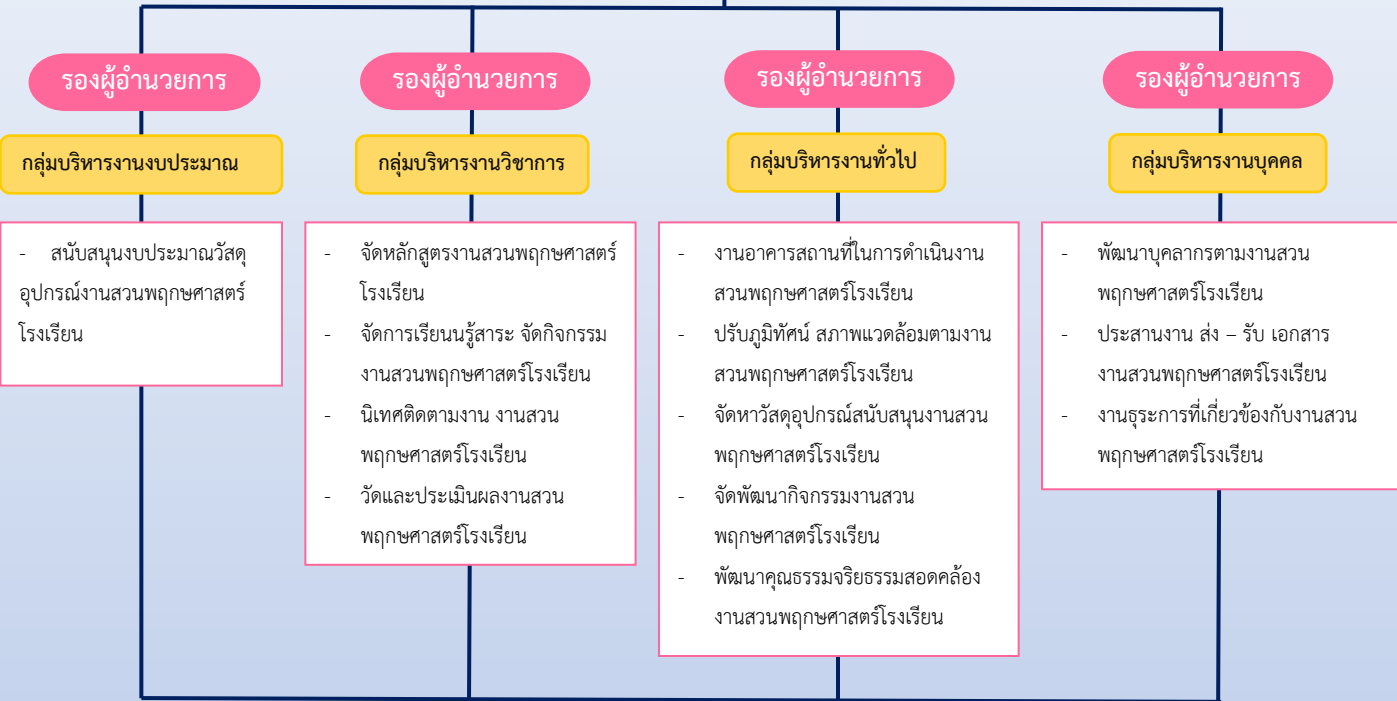 รองผู้อำนวยการ
กลุ่มบริหารงานงบประมาณ
- สนับสนุนงบประมาณวัสดุ
อุปกรณ์งานสวนพฤกษศาสตร์
โรงเรียน
รองผู้อำนวยการ
กลุ่มบริหารงานวิชาการ
- จัดหลักสูตรงานสวนพฤกษศาสตร์
โรงเรียน
- จัดการเรียนนรู้สาระ จัดกิจกรรม
งานสวนพฤกษศาสตร์โรงเรียน
- นิเทศติดตามงาน งานสวน
พฤกษศาสตร์โรงเรียน
- วัดและประเมินผลงานสวน
พฤกษศาสตร์โรงเรียน
รองผู้อำนวยการ
กลุ่มบริหารงานทั่วไป
- งานอาคารสถานที่ในการดำเนินงาน
สวนพฤกษศาสตร์โรงเรียน
- ปรับภูมิทัศน์ สภาพแวดล้อมตามงาน
สวนพฤกษศาสตร์โรงเรียน
- จัดหาวัสดุอุปกรณ์สนับสนุนงานสวน
พฤกษศาสตร์โรงเรียน
- จัดพัฒนากิจกรรมงานสวน
พฤกษศาสตร์โรงเรียน
- พัฒนาคุณธรรมจริยธรรมสอดคล้อง
งานสวนพฤกษศาสตร์โรงเรียน
รองผู้อำนวยการ
กลุ่มบริหารงานบุคคล
- พัฒนาบุคลากรตามงานสวน
พฤกษศาสตร์โรงเรียน
- ประสานงาน ส่ง – รับ เอกสาร
งานสวนพฤกษศาสตร์โรงเรียน
- งานธุระการที่เกี่ยวข้องกับงานสวน
พฤกษศาสตร์โรงเรียน